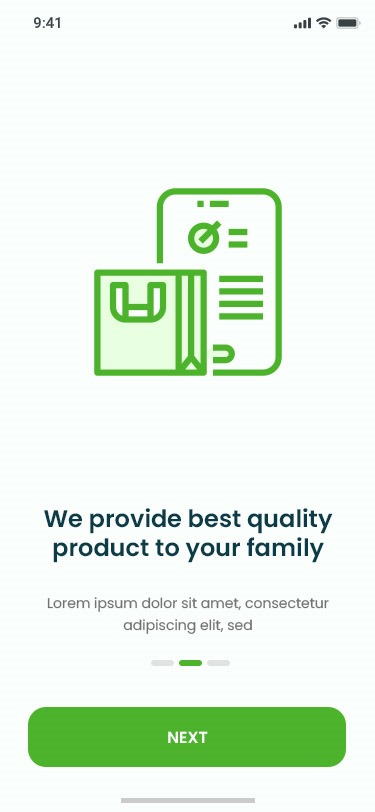 9:41
We provide best quality
product to your family
Lorem ipsum dolor sit amet, consectetur
adipiscing elit, sed
NEXT